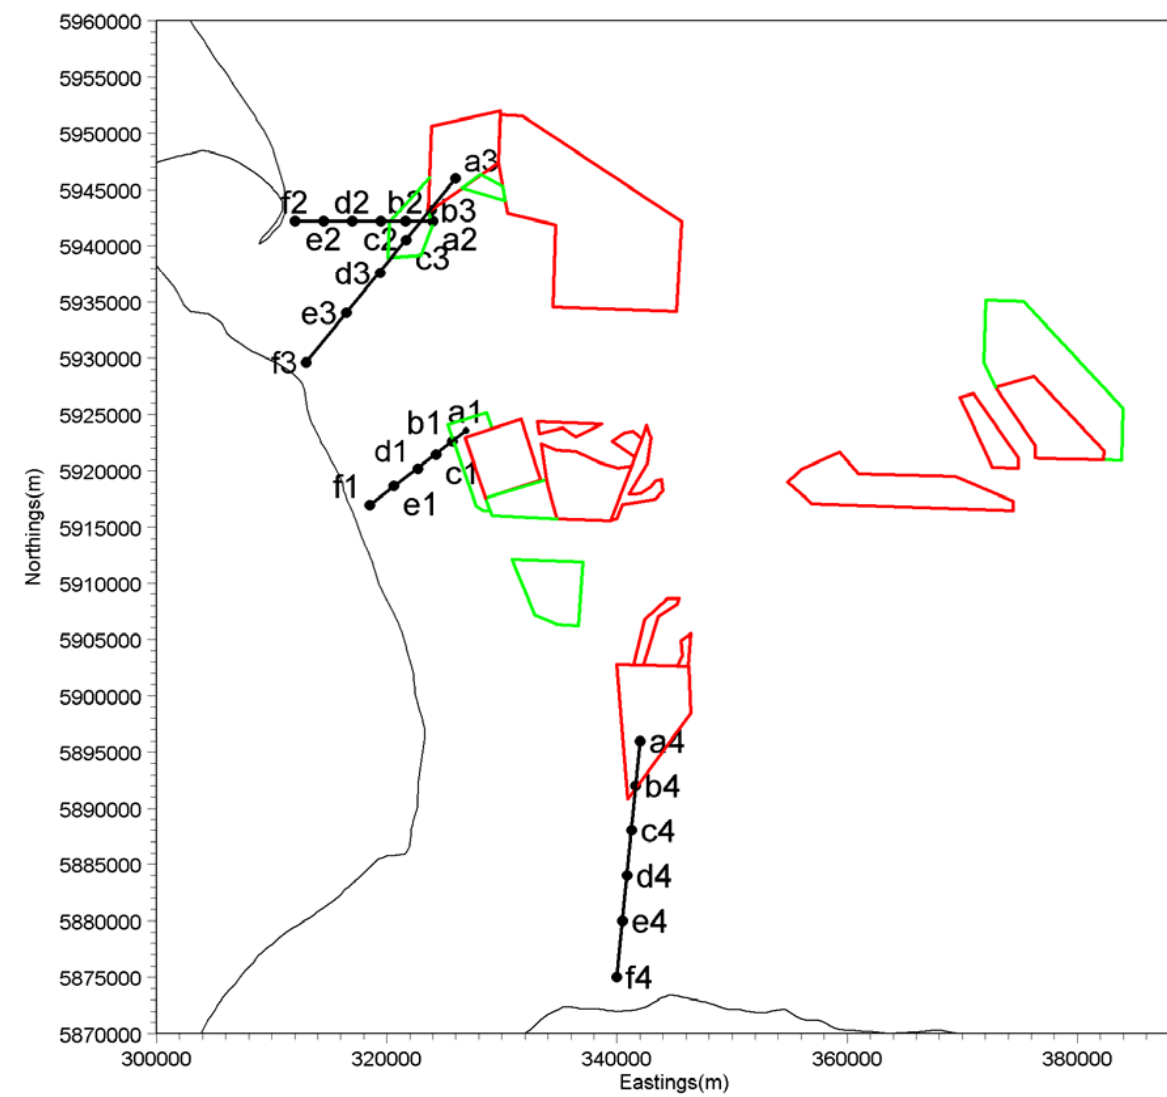 5960000
5955000
5950000
5945000
5940000
5935000
5930000
5925000
5920000
5915000
5910000
5905000
5900000
5895000
5890000
5885000
5880000
5875000
5870000
Northings(m)
a3
f2 d2 b2 b3
e2 c2 a2
d3 c3
e3
f3
b1 a1
d1 c1
f1 e1
a4
b4
c4
d4
e4
f4
300000 320000 340000 360000 380000
Eastings(m)